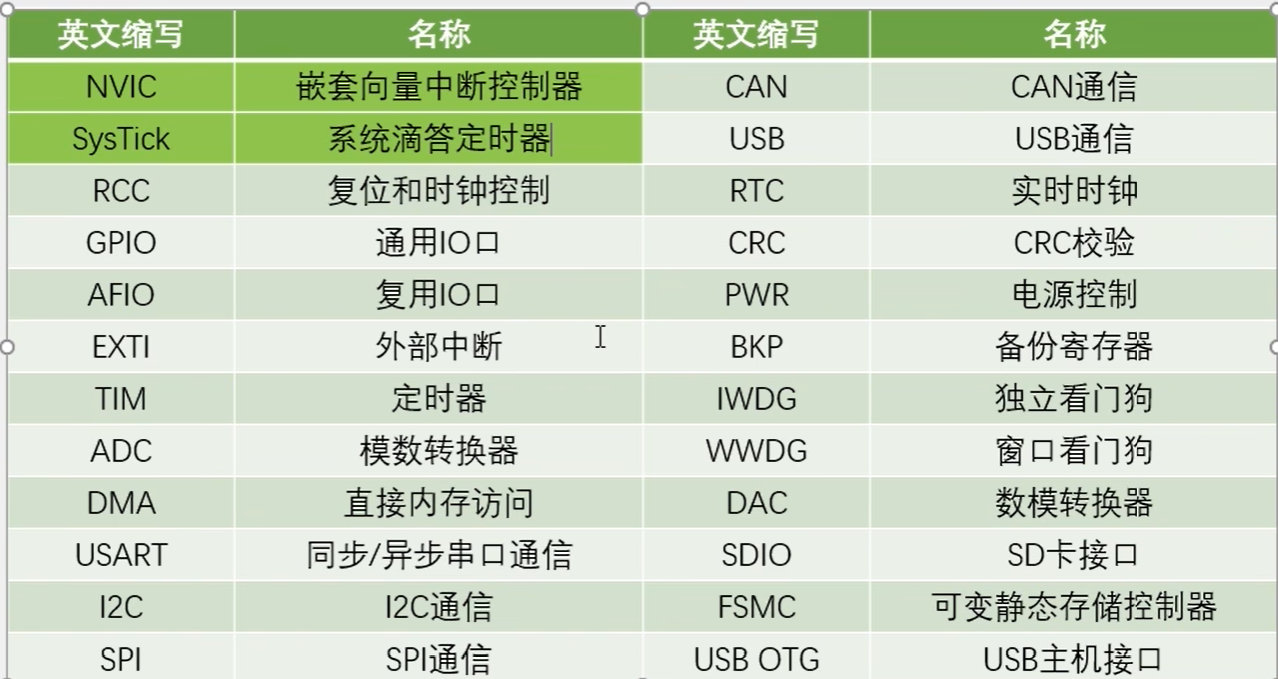 英文缩写 名称 英文缩写 名称
NVIC 嵌套向量中断控制器 CAN CAN通信
SysTick 系统滴答定时器 USB USB通信
RCC 复位和时钟控制 RTC 实时时钟
GPIO 通用IO口 CRC CRC校验
AFIO 复用IO口 PWR 电源控制
EXTI 外部中断 BKP 备份寄存器
TIM 定时器 IWDG 独立看门狗
ADC 模数转换器 WWDG 窗口看门狗
DMA 直接内存访问 DAC 数模转换器
USART 同步/异步串口通信 SDIO SD卡接口
I2C I2C通信 FSMC 可变静态存储控制器
SPI SPI通信 USB OTG USB主机接口